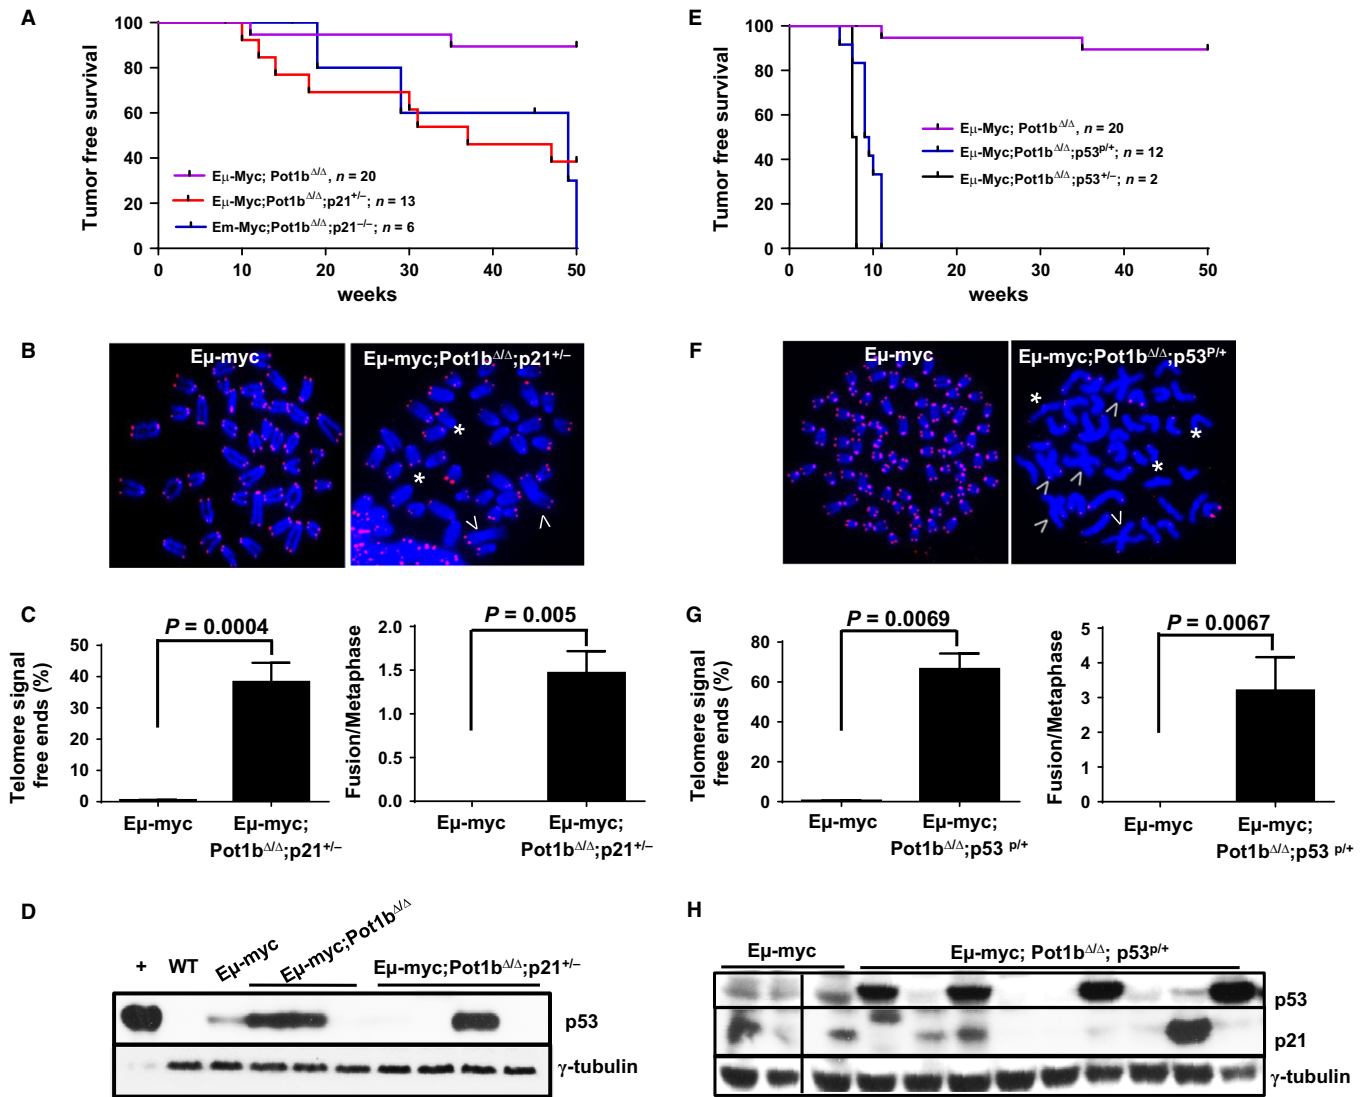 A
Tumor free survival
100
80
60
40
20
0
0 10 20 30 40 50
weeks
Eµ-Myc; Pot1bΔ/Δ, n = 20
Eµ-Myc;Pot1bΔ/Δ;p21+/−; n = 13
Em-Myc;Pot1bΔ/Δ;p21−/−; n = 6
E
Tumor free survival
100
80
60
40
20
0
0 10 20 30 40 50
weeks
Eµ-Myc; Pot1bΔ/Δ, n = 20
Eµ-Myc;Pot1bΔ/Δ;p53p/+; n = 12
Eµ-Myc;Pot1bΔ/Δ;p53+/−; n = 2
B
Eµ-myc
Eµ-myc;Pot1bΔ/Δ;p21+/−
*
*
F
Eµ-myc
Eµ-myc;Pot1bΔ/Δ;p53P/+
*
*
*
C
P = 0.0004
Telomere signal
free ends (%)
50
40
30
20
10
0
Eµ-myc
Eµ-myc;
Pot1bΔ/Δ;p21+/−
P = 0.005
Fusion/Metaphase
2.0
1.5
1.0
0.5
0.0
Eµ-myc
Eµ-myc;
Pot1bΔ/Δ;p21+/−
G
P = 0.0069
Telomere signal
free ends (%)
80
60
40
20
0
Eµ-myc
Eµ-myc;
Pot1bΔ/Δ;p53 p/+
P = 0.0067
Fusion/Metaphase
5
4
3
2
1
0
Eµ-myc
Eµ-myc;
Pot1bΔ/Δ;p53 p/+
D
+ WT Eµ-myc Eµ-myc;Pot1bΔ/Δ Eµ-myc;Pot1bΔ/Δ;p21+/−
p53
γ-tubulin
H
Eµ-myc Eµ-myc; Pot1bΔ/Δ; p53p/+
p53
p21
γ-tubulin